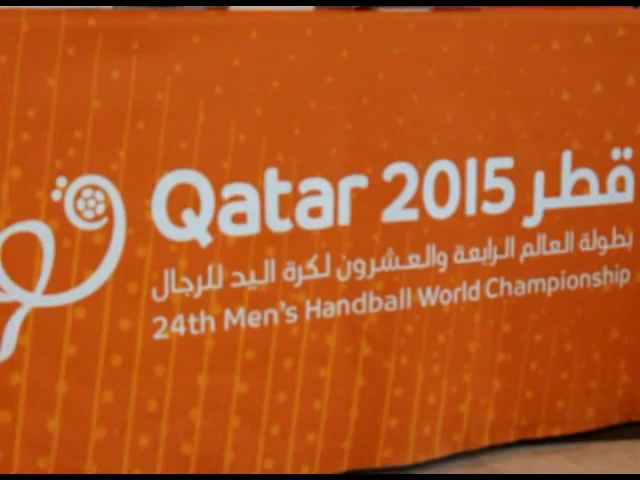 Qatar 2015 قطر
بطولة العالم الرابعة والعشرون لكرة اليد للرجال
24th Men's Handball World Championship